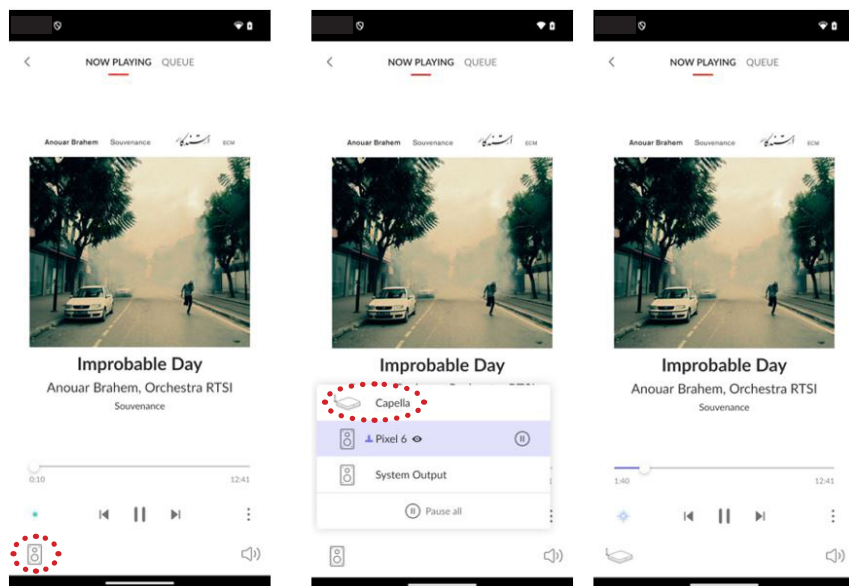 NOW PLAYING QUEUE
Anouar Brahem Souvenance ECM
Improbable Day
Anouar Brahem, Orchestra RTSI
Souvenance
0:10 12:41
NOW PLAYING QUEUE
Anouar Brahem Souvenance ECM
Improbable Day
Capella
Pixel 6
System Output
Pause all
NOW PLAYING QUEUE
Anouar Brahem Souvenance ECM
Improbable Day
Anouar Brahem, Orchestra RTSI
Souvenance
1:40 12:41